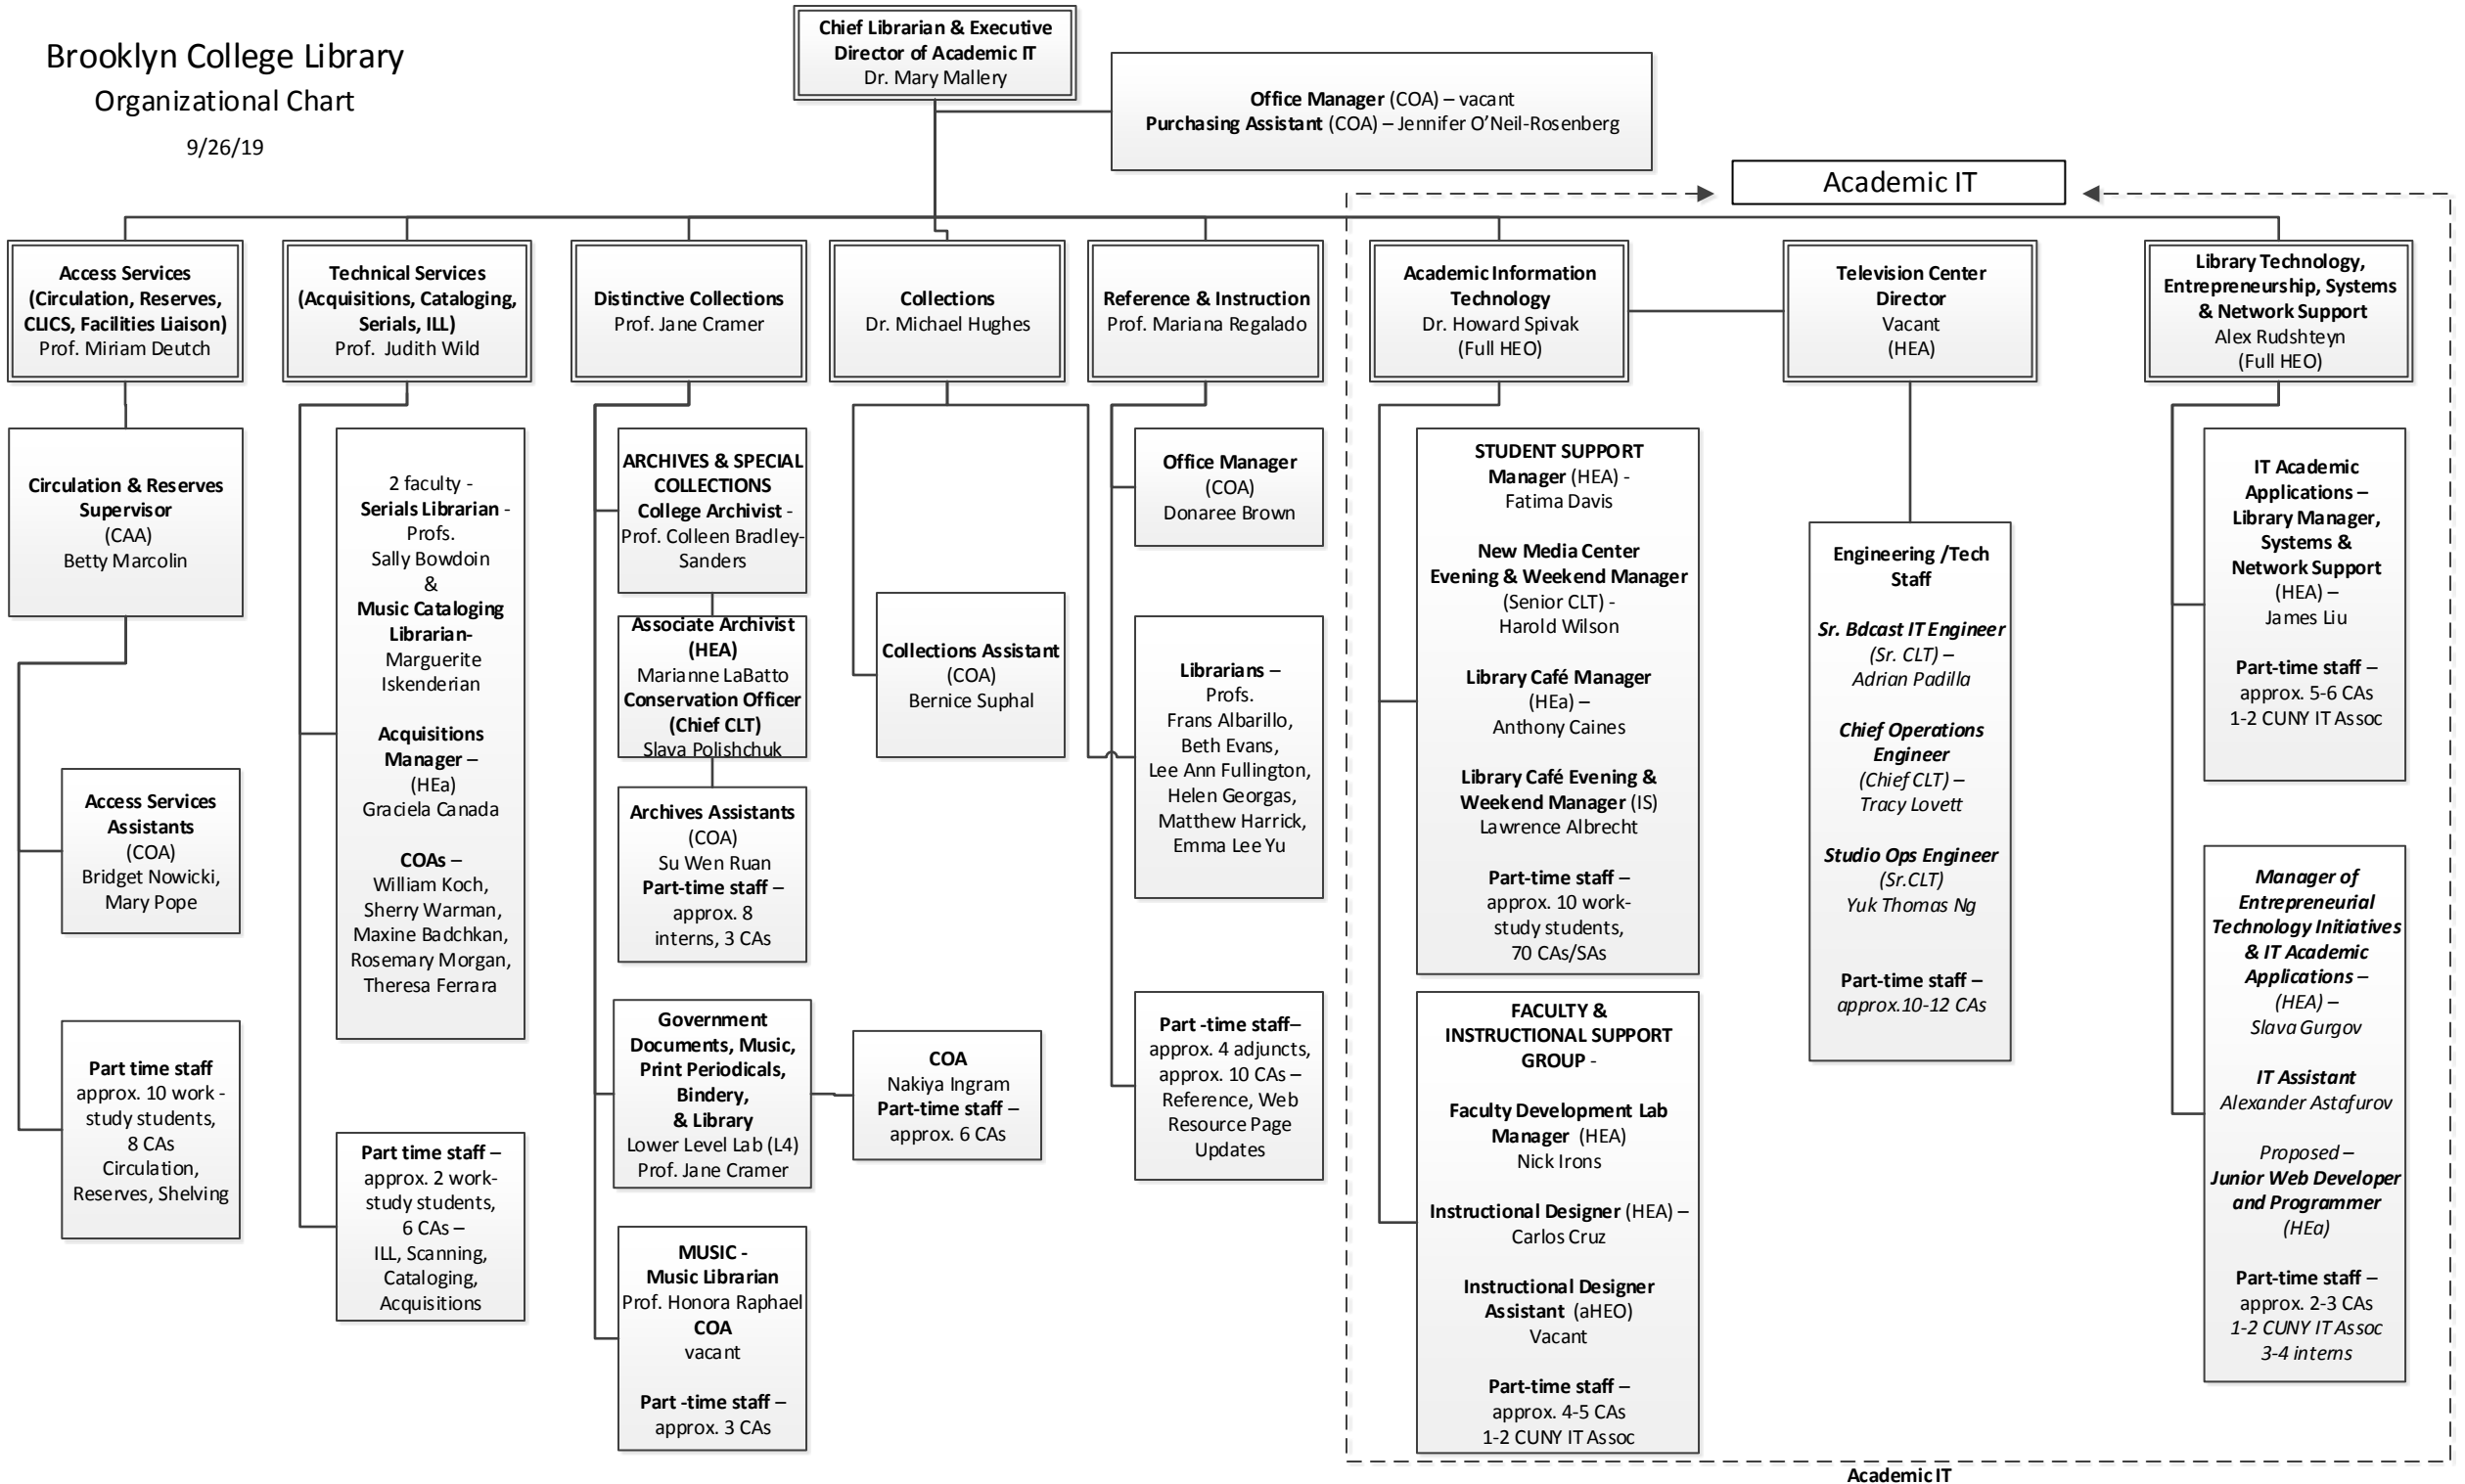 Brooklyn College Library
Organizational Chart
9/26/19
Chief Librarian & Executive
Director of Academic IT
Dr. Mary Mallery
Office Manager (COA) – vacant
Purchasing Assistant (COA) – Jennifer O'Neil-Rosenberg
Academic IT
Access Services
(Circulation, Reserves,
CLICS, Facilities Liaison)
Prof. Miriam Deutch
Circulation & Reserves
Supervisor
(CAA)
Betty Marcolin
Access Services
Assistants
(COA)
Bridget Nowicki,
Mary Pope
Part time staff
approx. 10 work -
study students,
8 CAs
Circulation,
Reserves, Shelving
Technical Services
(Acquisitions, Cataloging,
Serials, ILL)
Prof. Judith Wild
2 faculty -
Serials Librarian -
Profs.
Sally Bowdoin
&
Music Cataloging
Librarian-
Marguerite
Iskenderian
Acquisitions
Manager –
(HEa)
Graciela Canada
COAs –
William Koch,
Sherry Warman,
Maxine Badchkan,
Rosemary Morgan,
Theresa Ferrara
Part time staff –
approx. 2 work-
study students,
6 CAs –
ILL, Scanning,
Cataloging,
Acquisitions
Distinctive Collections
Prof. Jane Cramer
ARCHIVES & SPECIAL
COLLECTIONS
College Archivist -
Prof. Colleen Bradley-
Sanders
Associate Archivist
(HEA)
Marianne LaBatto
Conservation Officer
(Chief CLT)
Slava Polishchuk
Archives Assistants
(COA)
Su Wen Ruan
Part-time staff –
approx. 8
interns, 3 CAs
Government
Documents, Music,
Print Periodicals,
Bindery,
& Library
Lower Level Lab (L4)
Prof. Jane Cramer
COA
Nakiya Ingram
Part-time staff –
approx. 6 CAs
MUSIC -
Music Librarian
Prof. Honora Raphael
COA
vacant
Part -time staff –
approx. 3 CAs
Collections
Dr. Michael Hughes
Collections Assistant
(COA)
Bernice Suphal
Reference & Instruction
Prof. Mariana Regalado
Office Manager
(COA)
Donaree Brown
Librarians –
Profs.
Frans Albarillo,
Beth Evans,
Lee Ann Fullington,
Helen Georgas,
Matthew Harrick,
Emma Lee Yu
Part -time staff–
approx. 4 adjuncts,
approx. 10 CAs –
Reference, Web
Resource Page
Updates
Academic Information
Technology
Dr. Howard Spivak
(Full HEO)
STUDENT SUPPORT
Manager (HEA) -
Fatima Davis
New Media Center
Evening & Weekend Manager
(Senior CLT) -
Harold Wilson
Library Café Manager
(HEa) –
Anthony Caines
Library Café Evening &
Weekend Manager (IS)
Lawrence Albrecht
Part-time staff –
approx. 10 work-
study students,
70 CAs/SAs
FACULTY &
INSTRUCTIONAL SUPPORT
GROUP -
Faculty Development Lab
Manager (HEA)
Nick Irons
Instructional Designer (HEA) –
Carlos Cruz
Instructional Designer
Assistant (aHEO)
Vacant
Part-time staff –
approx. 4-5 CAs
1-2 CUNY IT Assoc
Television Center
Director
Vacant
(HEA)
Engineering /Tech
Staff
Sr. Bdcast IT Engineer
(Sr. CLT) –
Adrian Padilla
Chief Operations
Engineer
(Chief CLT) –
Tracy Lovett
Studio Ops Engineer
(Sr.CLT)
Yuk Thomas Ng
Part-time staff –
approx.10-12 CAs
Library Technology,
Entrepreneurship, Systems
& Network Support
Alex Rudshteyn
(Full HEO)
IT Academic
Applications –
Library Manager,
Systems &
Network Support
(HEA) –
James Liu
Part-time staff –
approx. 5-6 CAs
1-2 CUNY IT Assoc
Manager of
Entrepreneurial
Technology Initiatives
& IT Academic
Applications –
(HEA) –
Slava Gurgov
IT Assistant
Alexander Astafurov
Proposed –
Junior Web Developer
and Programmer
(HEa)
Part-time staff –
approx. 2-3 CAs
1-2 CUNY IT Assoc
3-4 interns
Academic IT